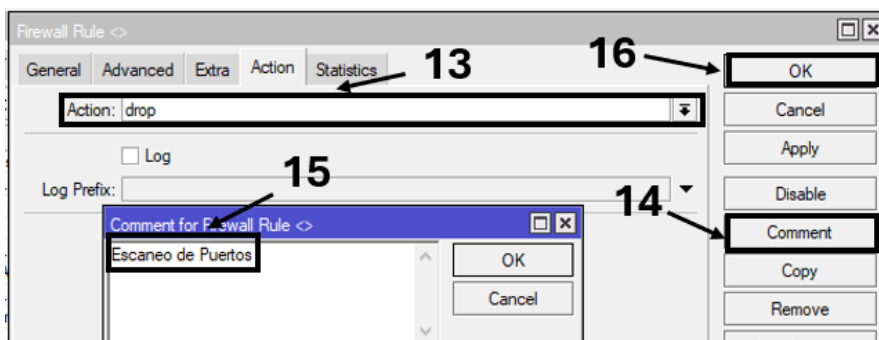 Firewall Rule <>
General Advanced Extra Action Statistics
13
16
OK
Action: drop
Cancel
Log
Apply
Log Prefix:
15
14
Disable
Comment for Firewall Rule <>
Comment
Escaneo de Puertos
OK
Copy
Cancel
Remove